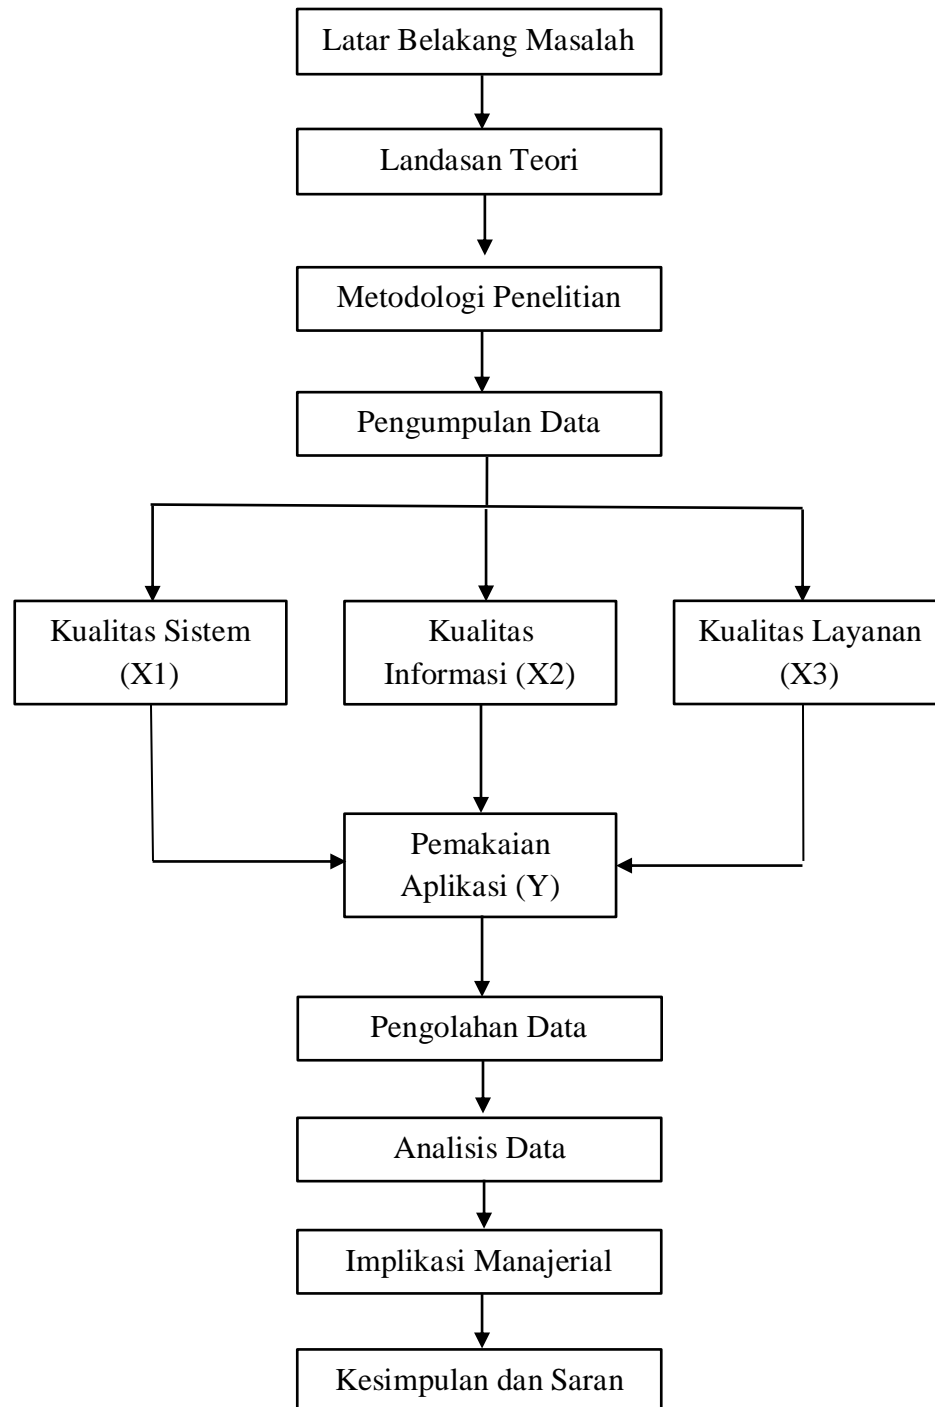 Latar Belakang Masalah
Landasan Teori
Metodologi Penelitian
Pengumpulan Data
Kualitas Sistem
(X1)
Kualitas
Informasi (X2)
Kualitas Layanan
(X3)
Pemakaian
Aplikasi (Y)
Pengolahan Data
Analisis Data
Implikasi Manajerial
Kesimpulan dan Saran